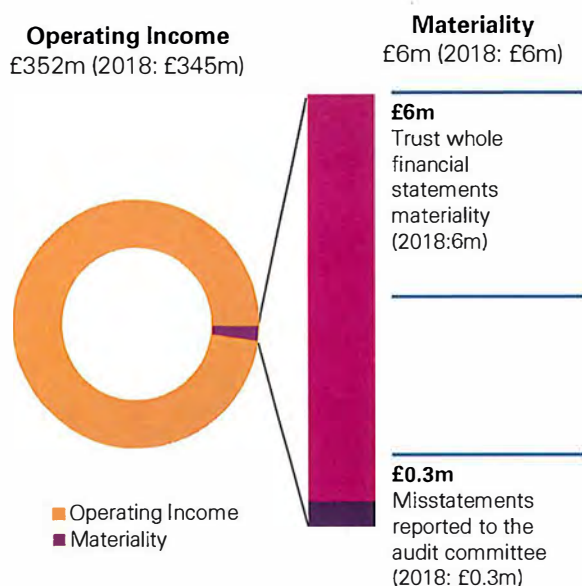 Operating Income
£352m (2018: £345m)
Materiality
£6m (2018: £6m)
£6m
Trust whole
financial
statements
materiality
(2018:6m)
£0.3m
Misstatements
reported to the
audit committee
(2018: £0.3m)
Operating Income
Materiality